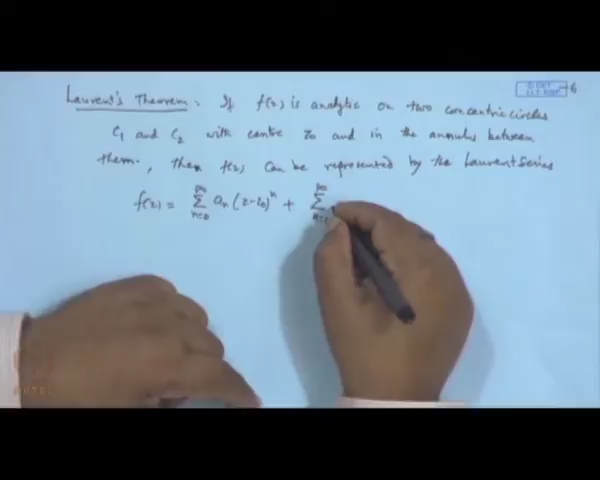 Laurent's Theorem. If f(z) is analytic on two concentric circles
C₁ and C₂ with centre z₀ and in the annulus between
them, then f(z) can be represented by the Laurent Series
f(z) = ∑_{n=0}^{∞} aₙ (z-z₀)ⁿ + ∑_{n=1}^{∞}